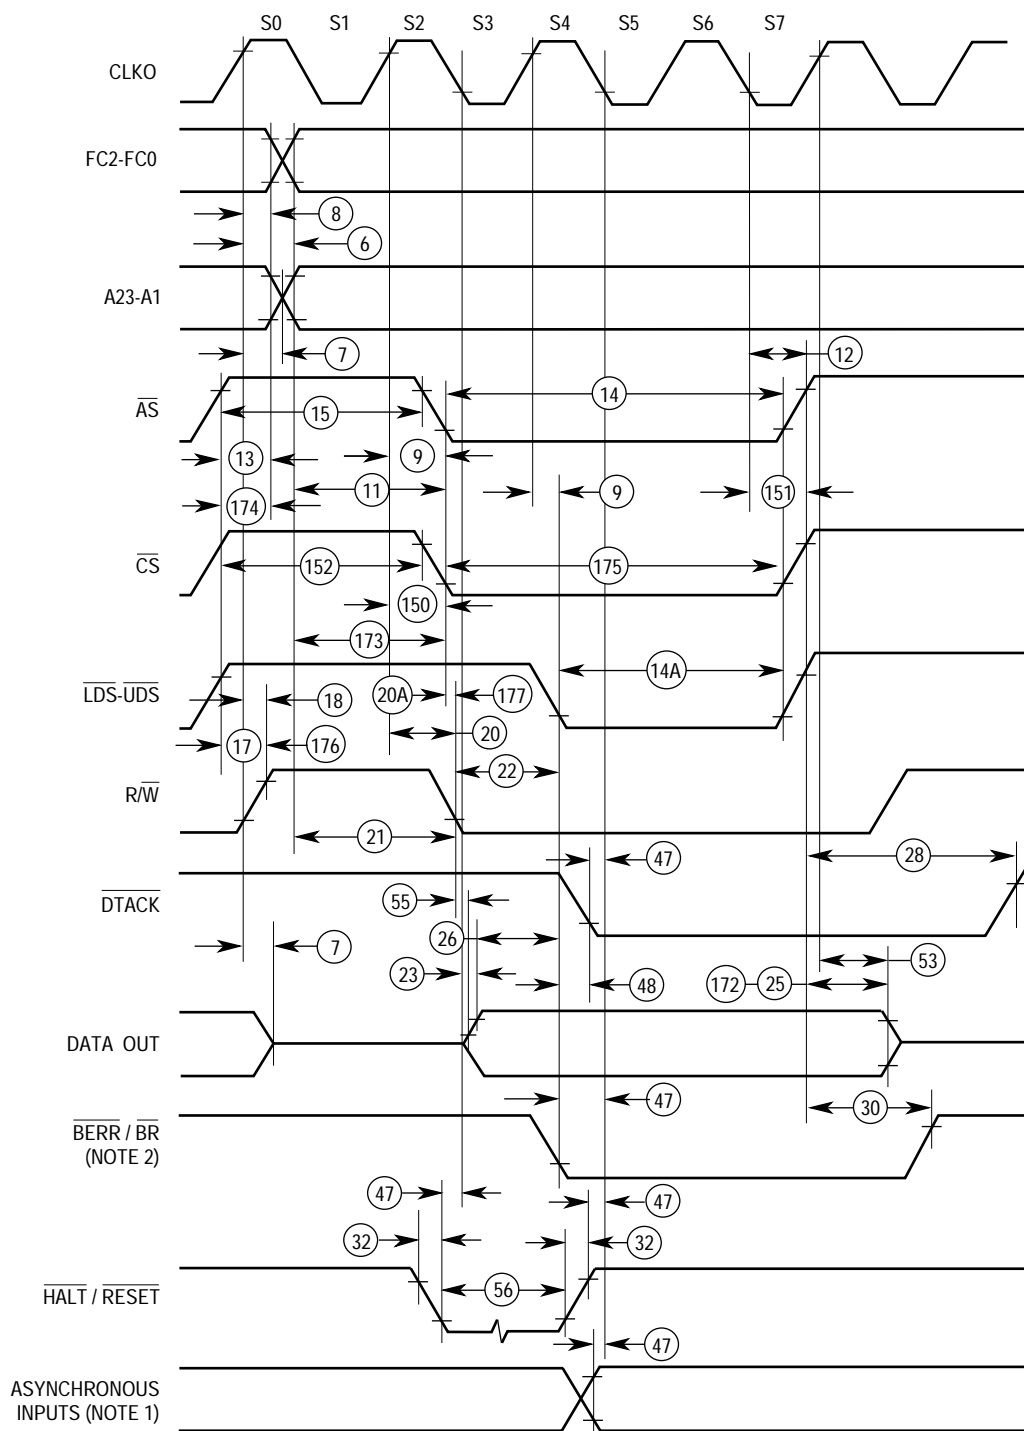 S0 S1 S2 S3 S4 S5 S6 S7
CLKO
FC2-FC0
8
6
A23-A1
7
12
AS
14
15
13
9
11
9
151
174
CS
152
175
150
173
14A
LDS-UDS
20A
177
18
20
17
176
22
R/W
21
47
28
DTACK
55
26
7
23
48
53
172
25
DATA OUT
47
30
BERR / BR
(NOTE 2)
47
47
32
32
HALT / RESET
56
47
ASYNCHRONOUS
INPUTS (NOTE 1)